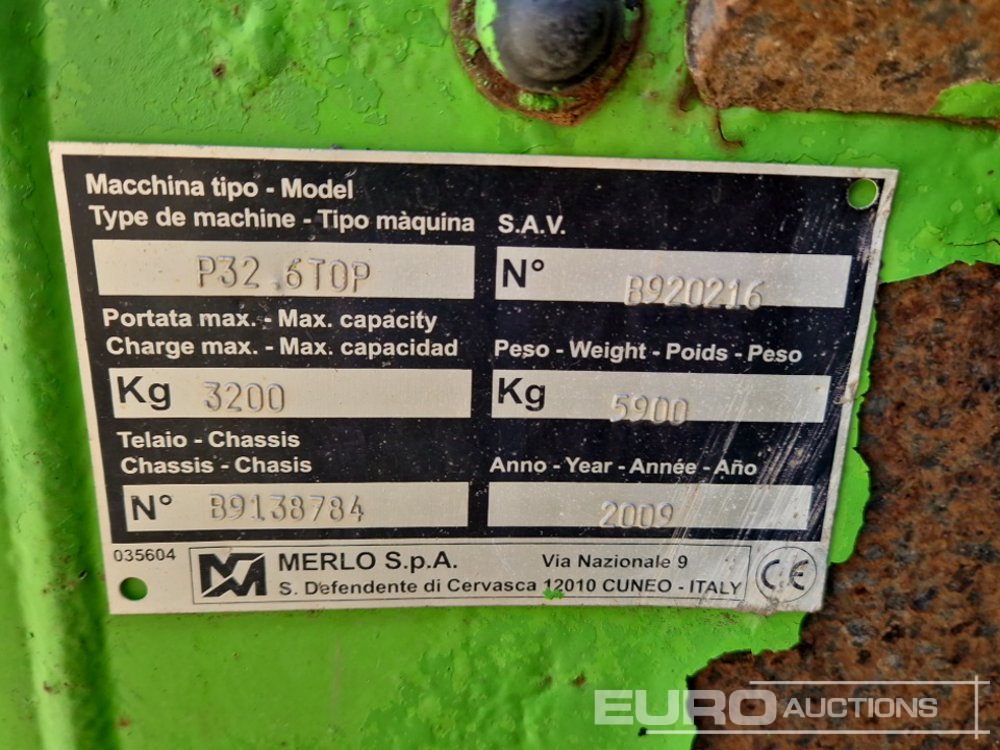 Macchina tipo - Model
Type de machine - Tipo màquina
P32.6TOP
S.A.V.
N° B920216
Portata max. - Max. capacity
Charge max. - Max. capacidad
Kg 3200
Peso - Weight - Poids - Peso
Kg 5900
Telaio - Chassis
Chassis - Chasis
N° B9138784
Anno - Year - Année - Año
2009
035604
MERLO S.p.A. Via Nazionale 9
S. Defendente di Cervasca 12010 CUNEO - ITALY
CE
EURO AUCTIONS